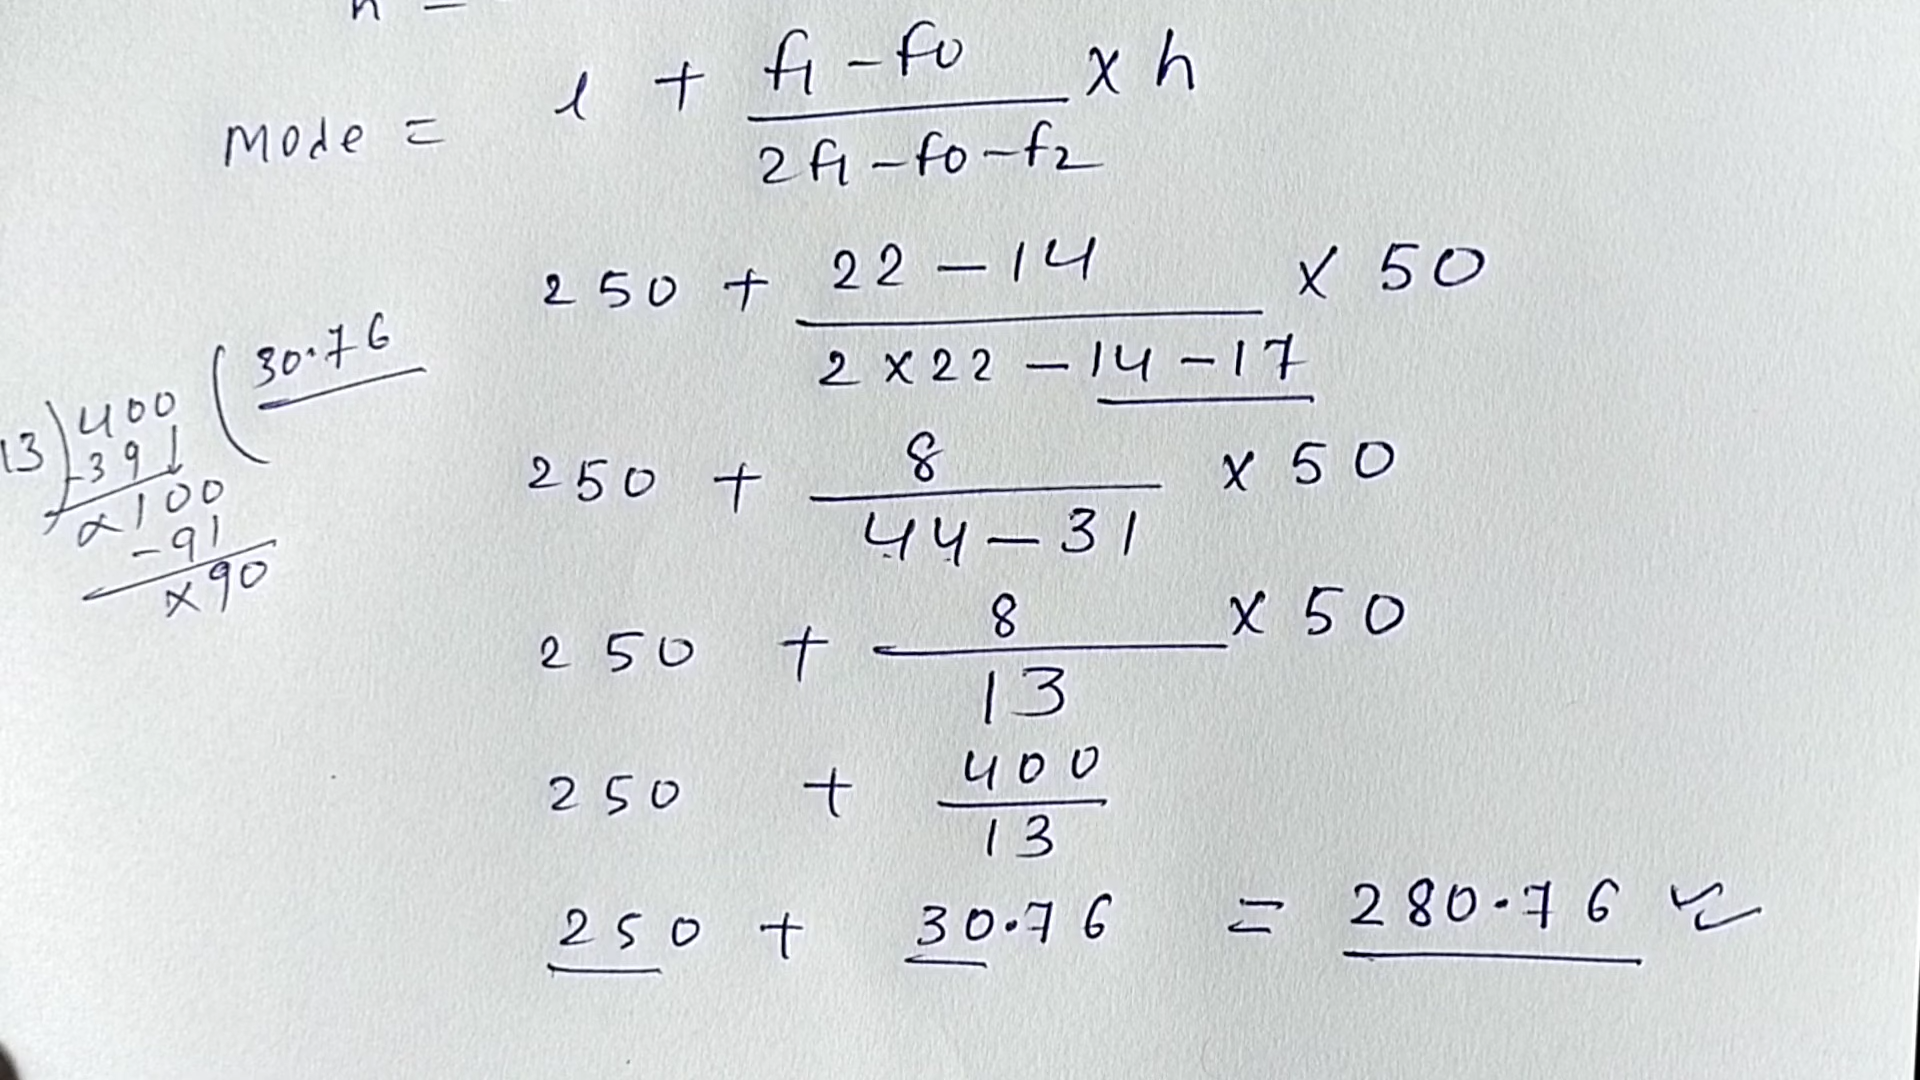 h =
Mode = l + f1 - f0 / 2f1 - f0 - f2 × h
250 + 22 - 14 / 2 × 22 - 14 - 17 × 50
250 + 8 / 44 - 31 × 50
250 + 8 / 13 × 50
250 + 400 / 13
250 + 30.76 = 280.76
13 ) 400 ( 30.76
- 39
× 100
- 91
× 90